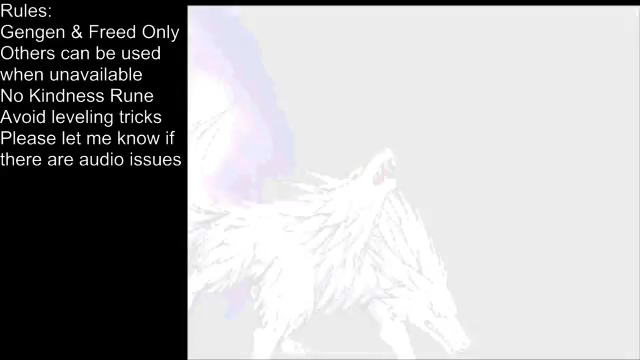 Rules:
Gengen & Freed Only
Others can be used
when unavailable
No Kindness Rune
Avoid leveling tricks
Please let me know if
there are audio issues